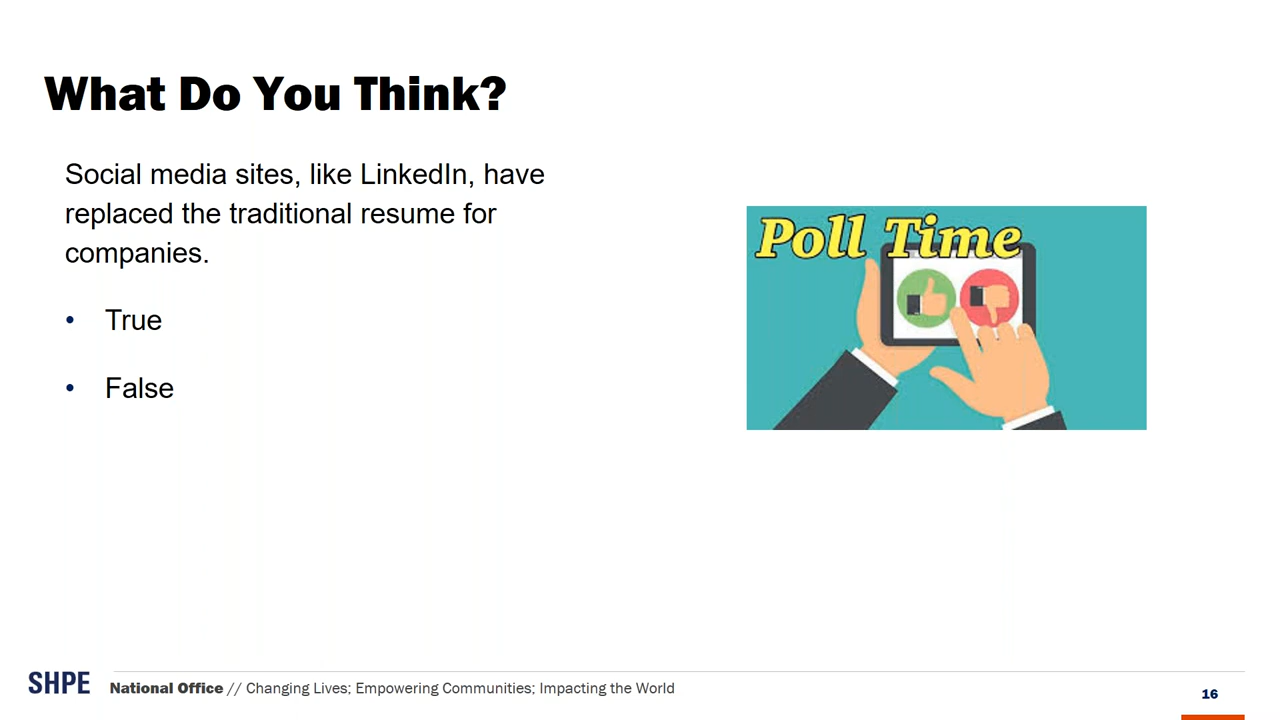 What Do You Think?
Social media sites, like LinkedIn, have
replaced the traditional resume for
companies.
• True
• False
Poll Time
SHPE National Office // Changing Lives; Empowering Communities; Impacting the World
16